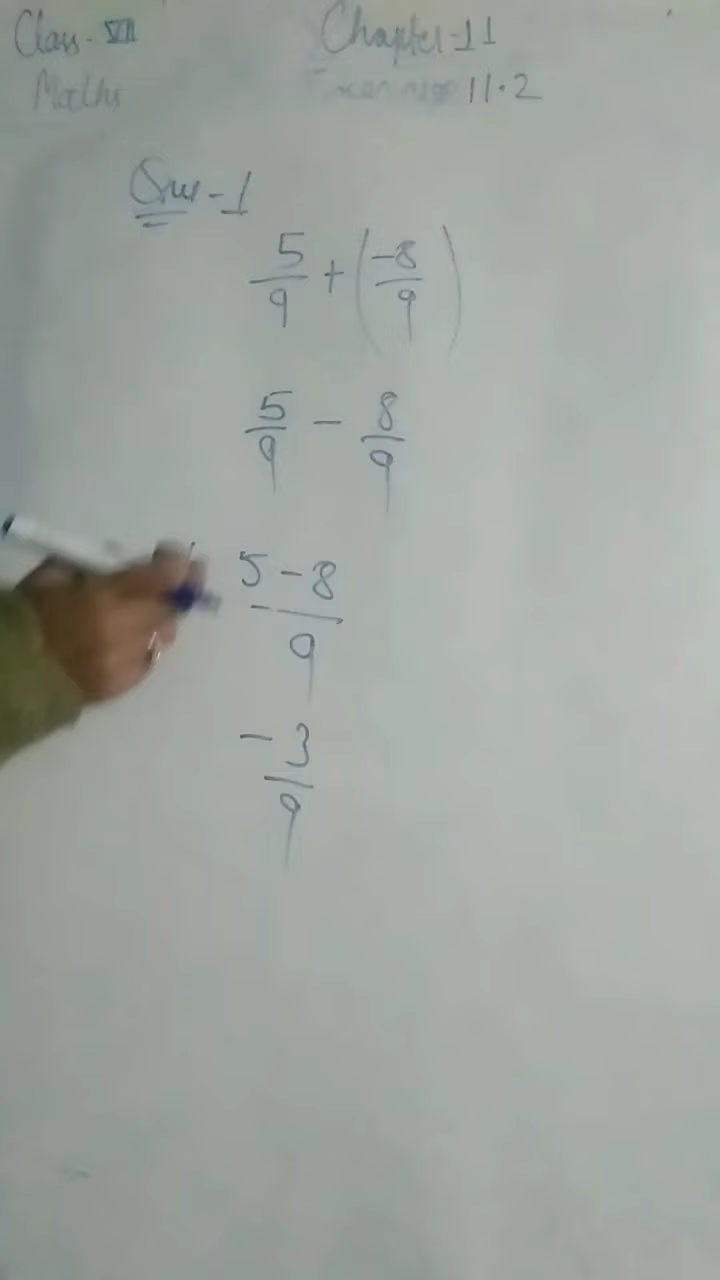 Class - VII Chapter-11
Maths 11.2
Que-1
5/9 + (-8/9)
5/9 - 8/9
5-8
9
-3/9